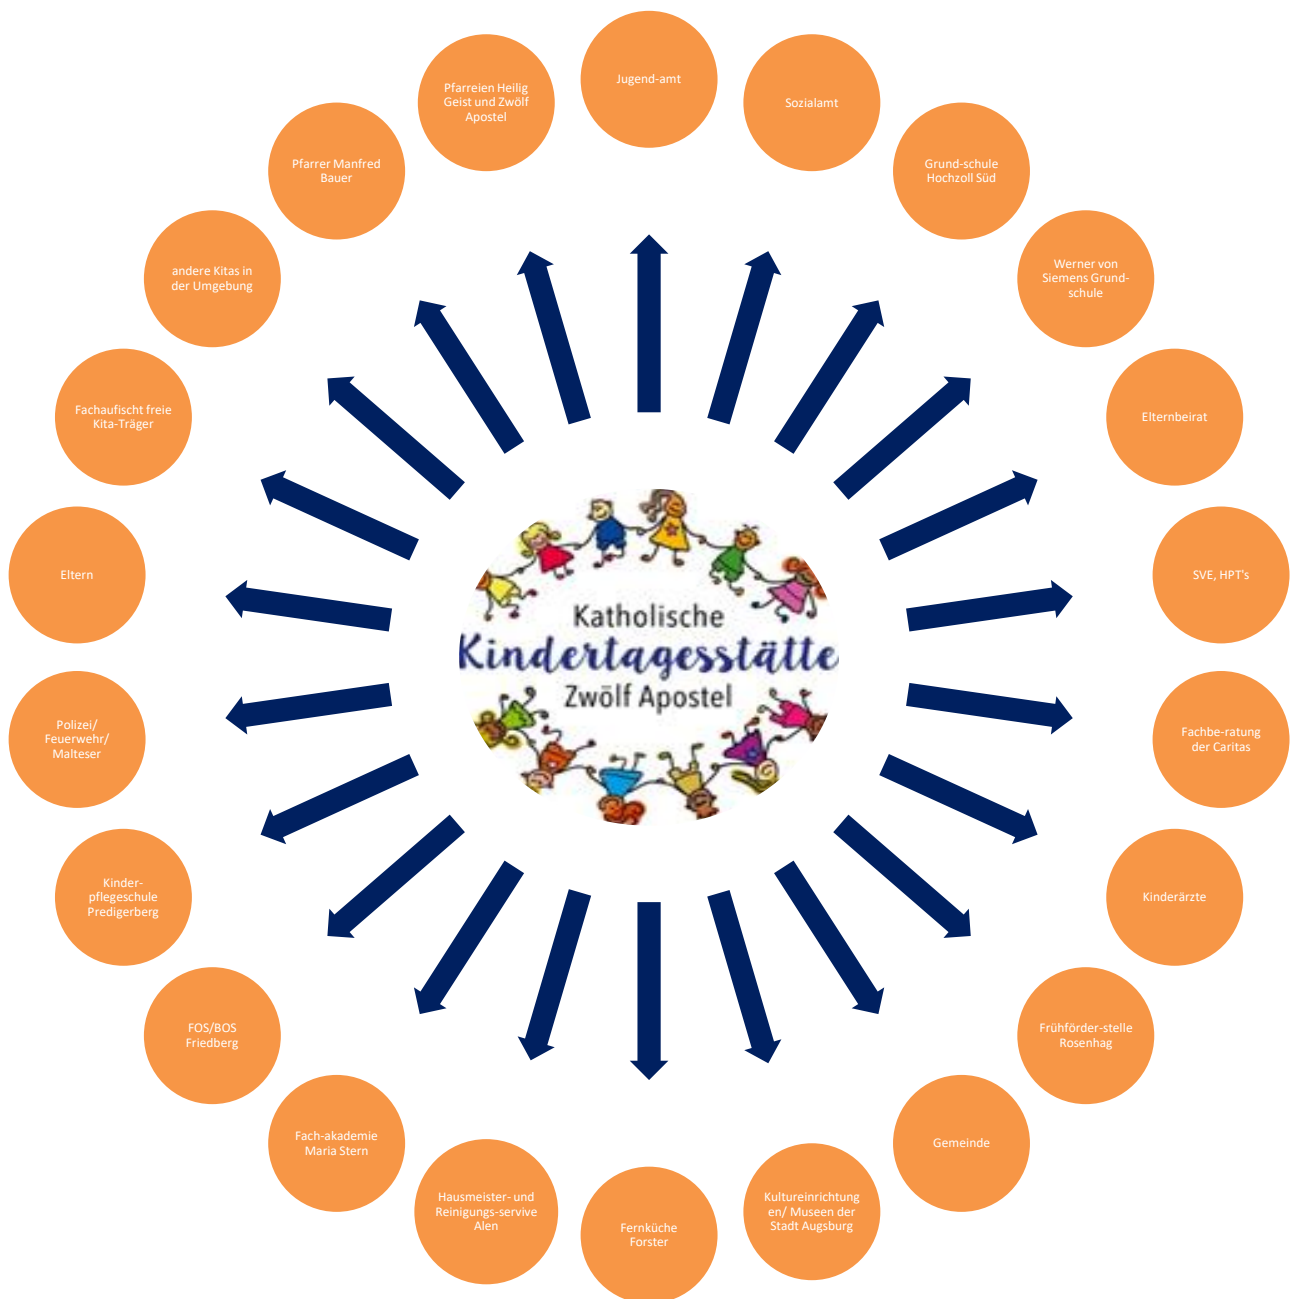 Jugend-amt
Sozialamt
Grund-schule
Hochzoll Süd
Werner von
Siemens Grund-
schule
Elternbeirat
SVE, HPT's
Fachbe-ratung
der Caritas
Kinderärzte
Frühförder-stelle
Rosenhag
Gemeinde
Kultureinrichtung
en/ Museen der
Stadt Augsburg
Fernküche
Forster
Hausmeister- und
Reinigungs-servive
Alen
Fach-akademie
Maria Stern
FOS/BOS
Friedberg
Kinder-
pflegeschule
Predigerberg
Polizei/
Feuerwehr/
Malteser
Eltern
Fachaufischt freie
Kita-Träger
andere Kitas in
der Umgebung
Pfarrer Manfred
Bauer
Pfarreien Heilig
Geist und Zwölf
Apostel
Katholische
Kindertagesstätte
Zwölf Apostel